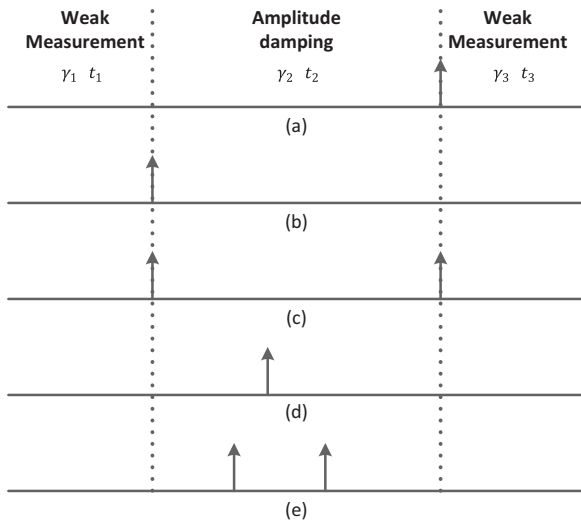 Weak Measurement
γ₁ t₁
Amplitude damping
γ₂ t₂
Weak Measurement
γ₃ t₃
(a)
(b)
(c)
(d)
(e)